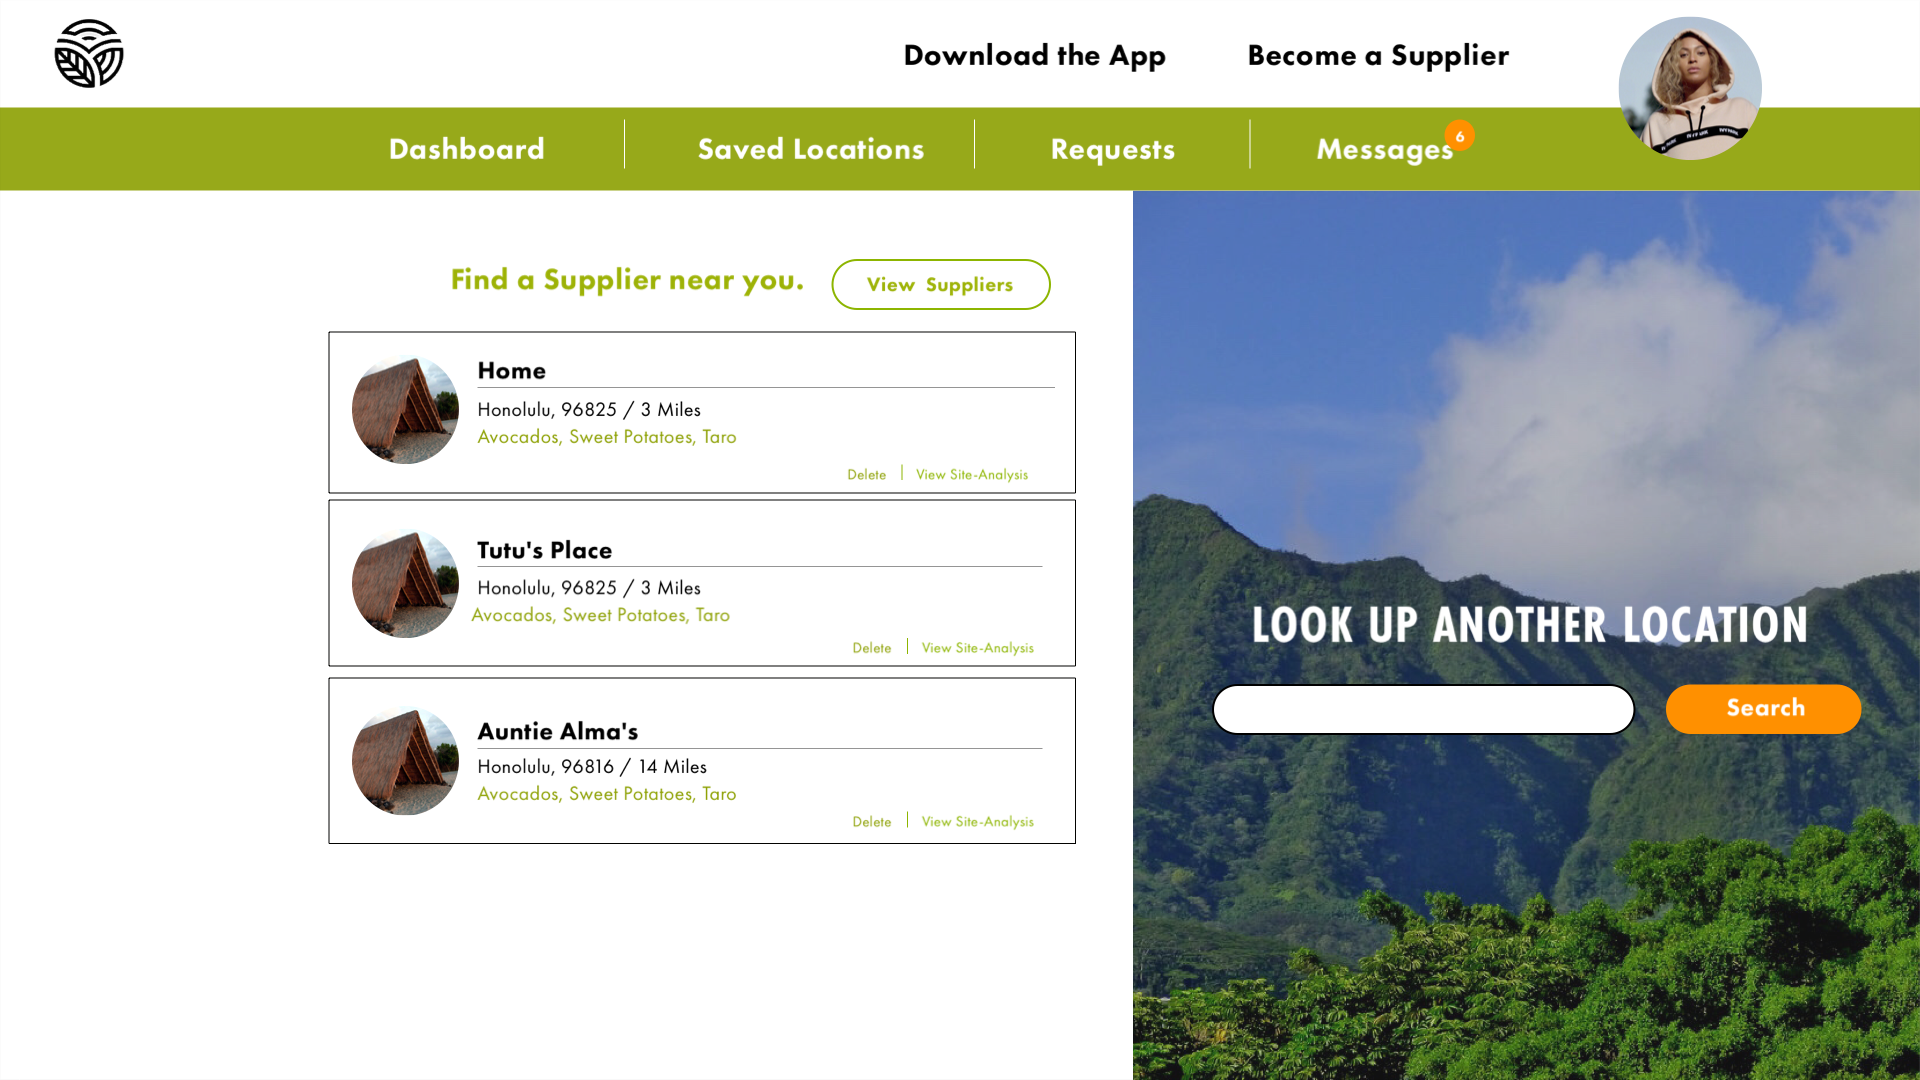 Download the App
Become a Supplier
Dashboard
Saved Locations
Requests
Messages
6
Find a Supplier near you.
View Suppliers
Home
Honolulu, 96825 / 3 Miles
Avocados, Sweet Potatoes, Taro
Delete
View Site-Analysis
Tutu's Place
Honolulu, 96825 / 3 Miles
Avocados, Sweet Potatoes, Taro
Delete
View Site-Analysis
Auntie Alma's
Honolulu, 96816 / 14 Miles
Avocados, Sweet Potatoes, Taro
Delete
View Site-Analysis
LOOK UP ANOTHER LOCATION
Search